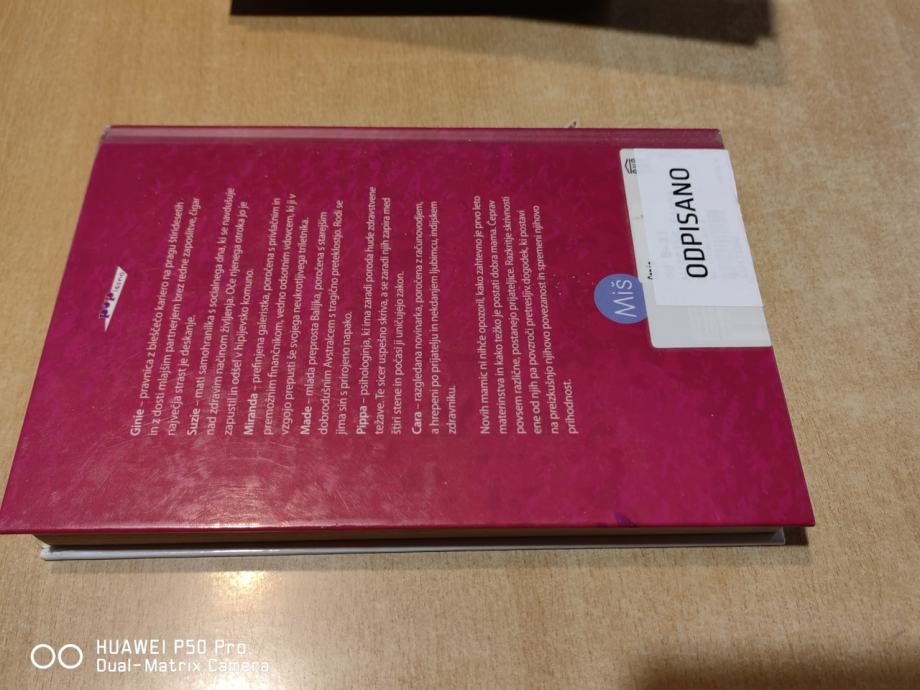 pop
Ginie – pravnica z bleščečo kariero na pragu štiridesetih
in z dosti mlajšim partnerjem brez redne zaposlitve, čigar
največja strast je deskanje.
Suzie – mati samohranilka s socialnega dna, ki se navdušuje
nad zdravim načinom življenja. Oče njenega otroka jo je
zapustil in odšel v hipijevsko komuno.
Miranda – prefinjena galeristka, poročena s privlačnim in
premožnim finančnikom, vedno odsotnim vdovcem, ki ji v
vzgojo prepusti še svojega neukrotljivega triletnika.
Made – mlada preprosta Balijka, poročena s starejšim
dobrodušnim Avstralcem s tragično preteklostjo. Rodi se
jima sin s prirojeno napako.
Pippa – psihologinja, ki ima zaradi poroda hude zdravstvene
težave. Te sicer uspešno skriva, a se zaradi njih zapira med
štiri stene in počasi ji uničujejo zakon.
Cara – razgledana novinarka, poročena z računovodjem,
a hrepeni po prijatelju in nekdanjem ljubimcu, indijskem
zdravniku.
Novih mamic ni nihče opozoril, kako zahtevno je prvo leto
materinstva in kako težko je postati dobra mama. Čeprav
povsem različne, postanejo prijateljice. Razkritje skrivnosti
ene od njih pa povzroči pretresljiv dogodek, ki postavi
na preizkušnjo njihovo povezanost in spremeni njihovo
prihodnost.
Miš
ODPISANO
HUAWEI P50 Pro
Dual-Matrix Camera